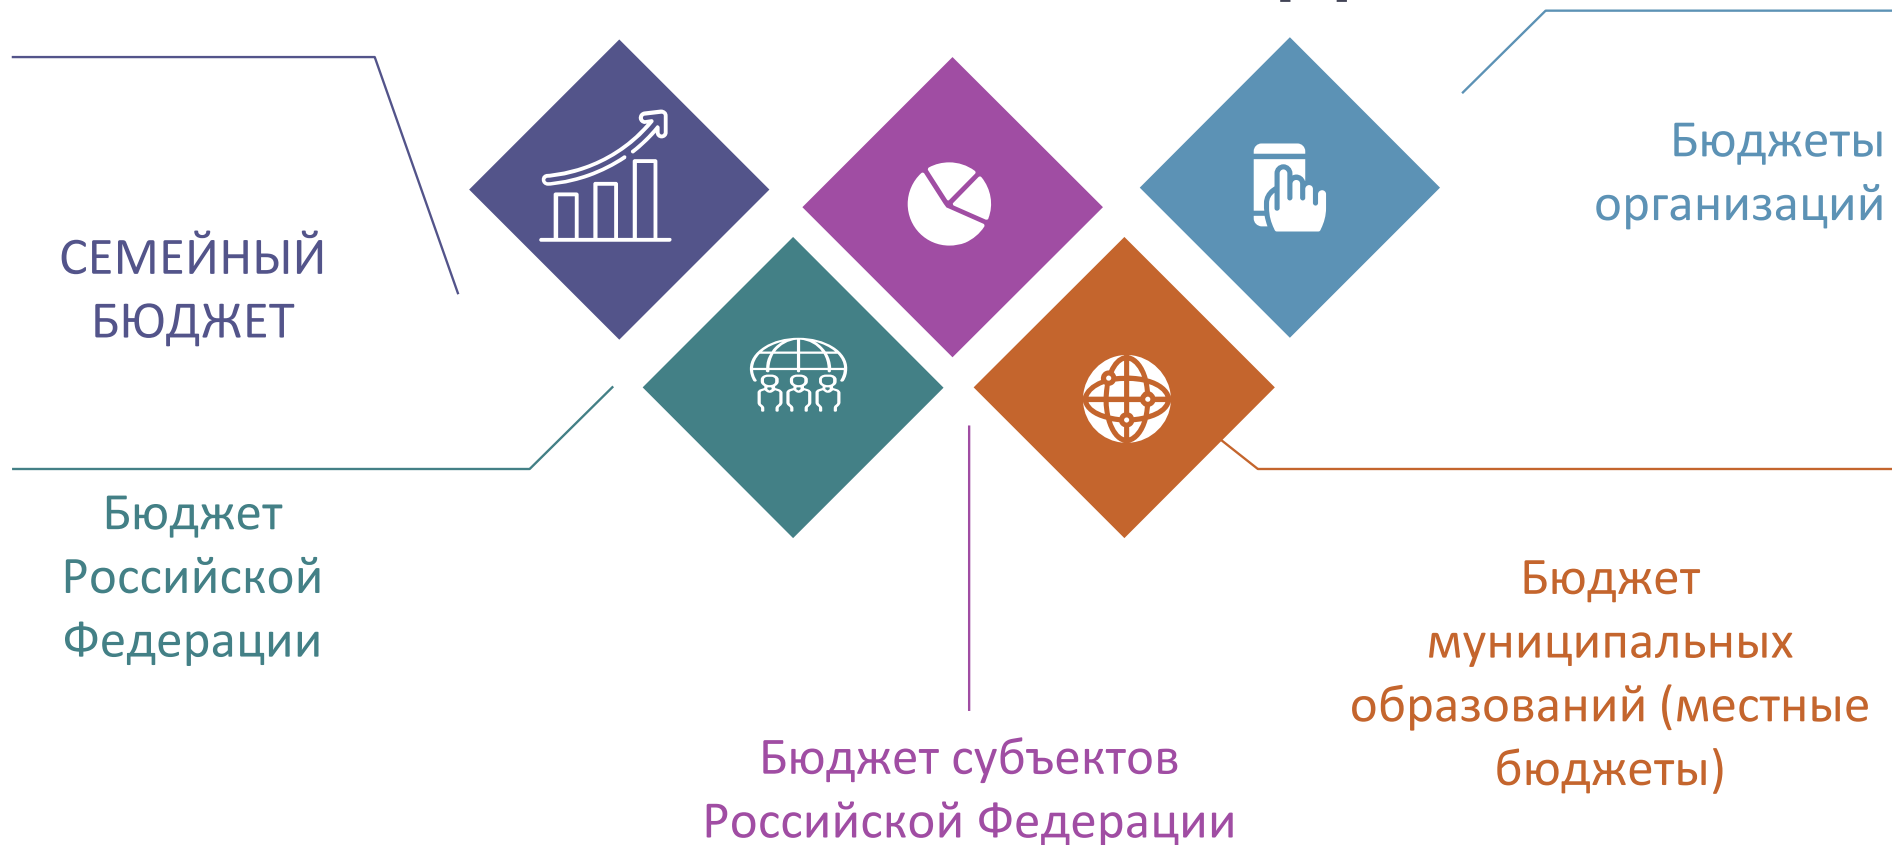 СЕМЕЙНЫЙ
БЮДЖЕТ
Бюджеты
организаций
Бюджет
Российской
Федерации
Бюджет субъектов
Российской Федерации
Бюджет
муниципальных
образований (местные
бюджеты)